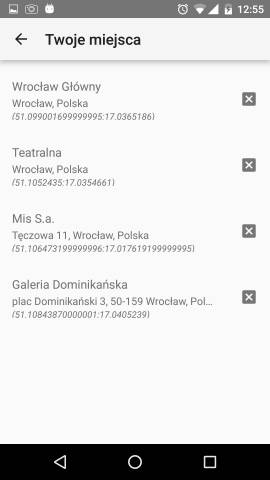 12:55
Twoje miejsca
Wrocław Główny
Wrocław, Polska
(51.099001699999995:17.0365186)
Teatralna
Wrocław, Polska
(51.1052435:17.0354661)
Mis S.a.
Tęczowa 11, Wrocław, Polska
(51.106473199999996:17.017619199999995)
Galeria Dominikańska
plac Dominikański 3, 50-159 Wrocław, Pol...
(51.10843870000001:17.0405239)